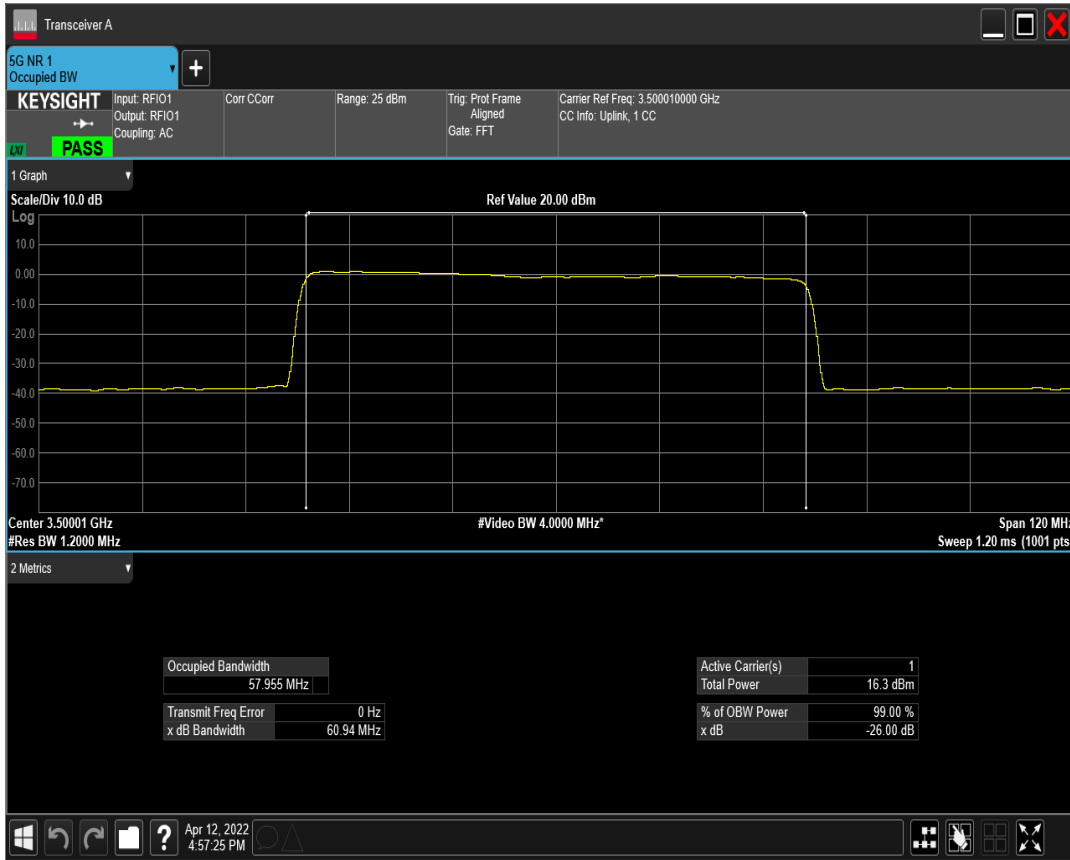 Transceiver A
5G NR 1
Occupied BW
KEYSIGHT
LXI
PASS
Input: RFIO1
Output: RFIO1
Coupling: AC
Corr CCorr
Range: 25 dBm
Trig: Prot Frame
Aligned
Gate: FFT
Carrier Ref Freq: 3.500010000 GHz
CC Info: Uplink, 1 CC
1 Graph
Scale/Div 10.0 dB
Ref Value 20.00 dBm
Log
10.0
0.00
-10.0
-20.0
-30.0
-40.0
-50.0
-60.0
-70.0
Center 3.50001 GHz
#Video BW 4.0000 MHz*
Span 120 MHz
#Res BW 1.2000 MHz
Sweep 1.20 ms (1001 pts
2 Metrics
Occupied Bandwidth
57.955 MHz
Transmit Freq Error 0 Hz
x dB Bandwidth 60.94 MHz
Active Carrier(s) 1
Total Power 16.3 dBm
% of OBW Power 99.00 %
x dB -26.00 dB
? Apr 12, 2022
4:57:25 PM